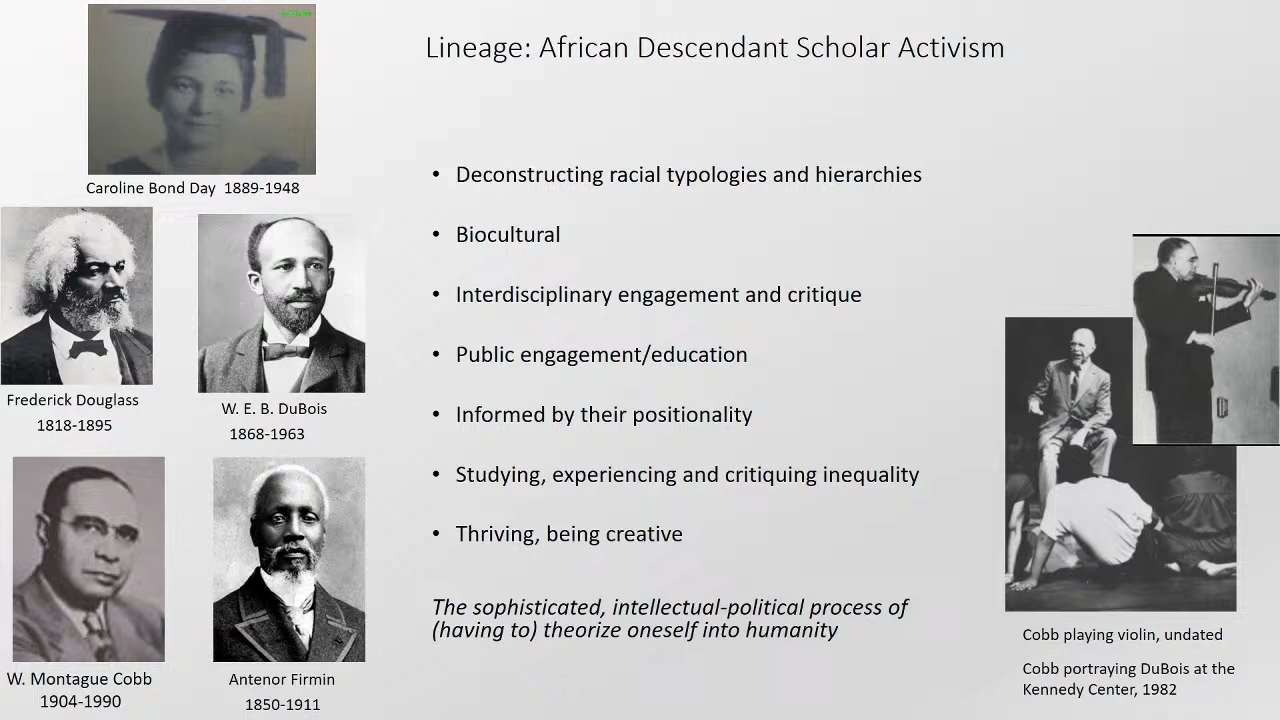 Lineage: African Descendant Scholar Activism
Caroline Bond Day 1889-1948
Frederick Douglass
1818-1895
W. E. B. DuBois
1868-1963
W. Montague Cobb
1904-1990
Antenor Firmin
1850-1911
• Deconstructing racial typologies and hierarchies
• Biocultural
• Interdisciplinary engagement and critique
• Public engagement/education
• Informed by their positionality
• Studying, experiencing and critiquing inequality
• Thriving, being creative
The sophisticated, intellectual-political process of
(having to) theorize oneself into humanity
Cobb playing violin, undated
Cobb portraying DuBois at the
Kennedy Center, 1982